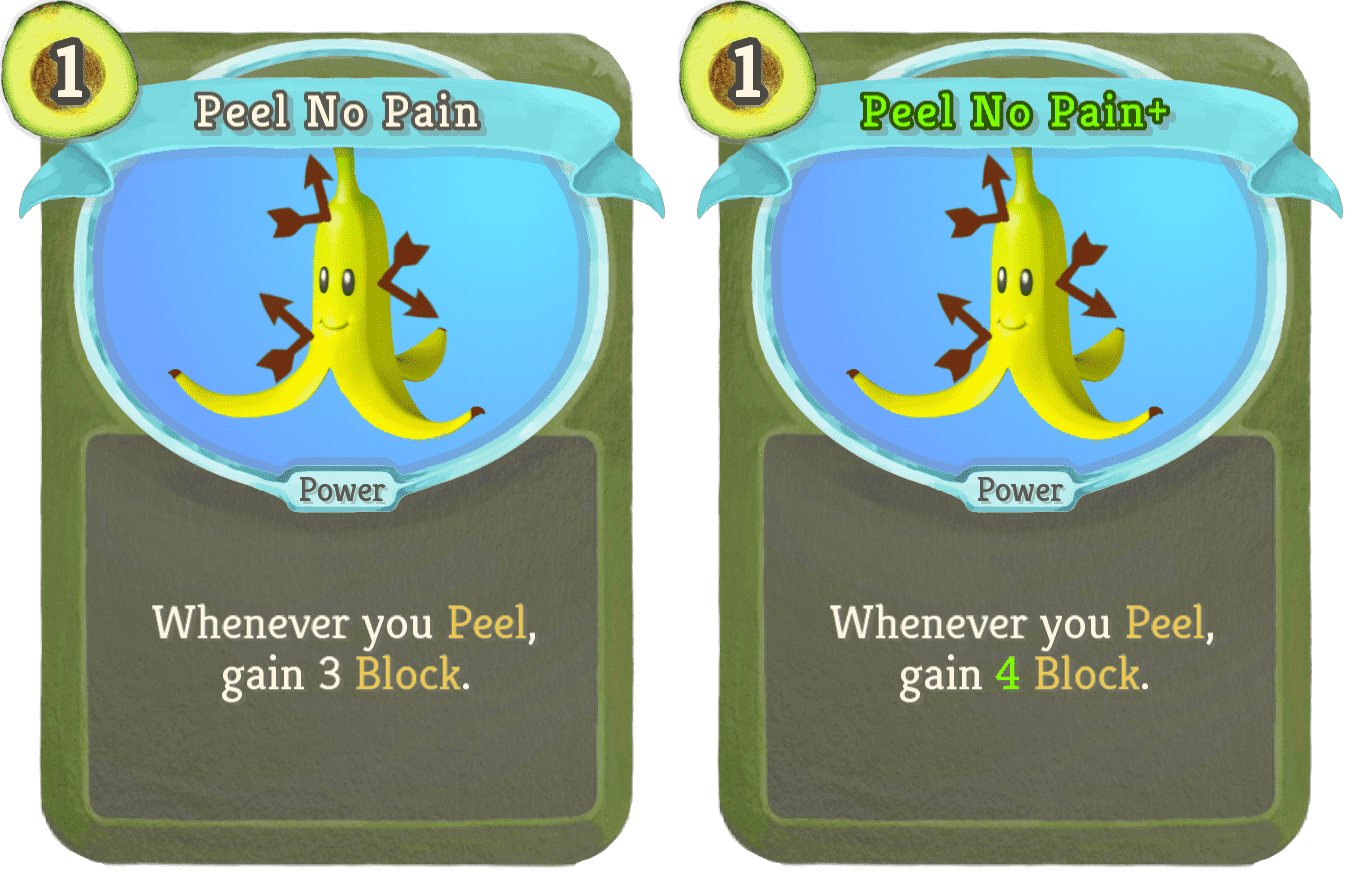 1
Peel No Pain
Power
Whenever you Peel,
gain 3 Block.
1
Peel No Pain+
Power
Whenever you Peel,
gain 4 Block.